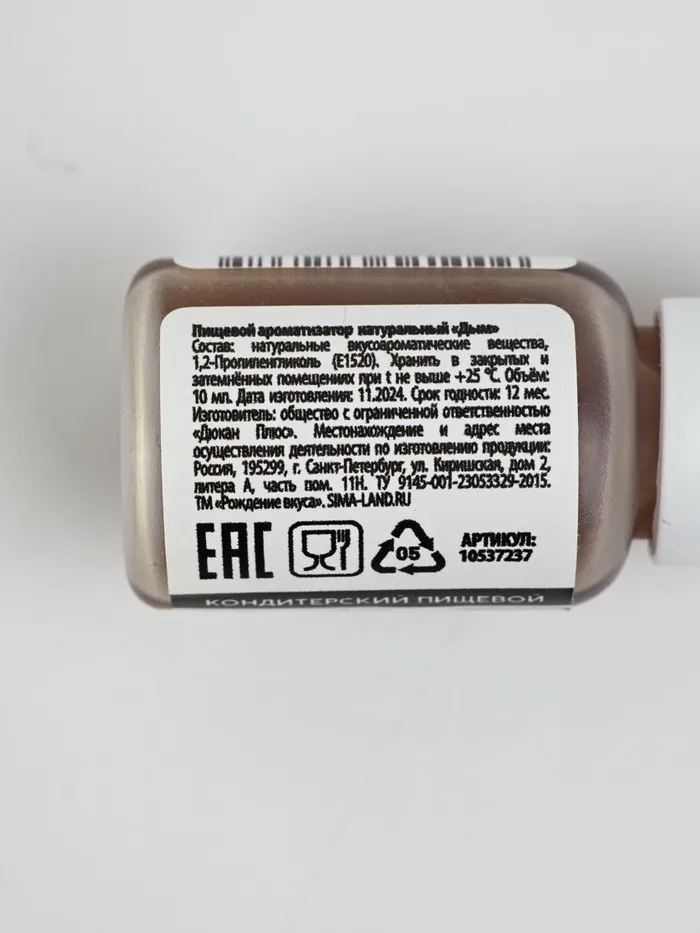 Пищевой ароматизатор натуральный «Дым»
Состав: натуральные вкусоароматические вещества,
1,2-Пропиленгликоль (Е1520). Хранить в закрытых и
затемнённых помещениях при t не выше +25 °С. Объём:
10 мл. Дата изготовления: 11.2024. Срок годности: 12 мес.
Изготовитель: общество с ограниченной ответственностью
«Дюкан Плюс». Местонахождение и адрес места
осуществления деятельности по изготовлению продукции:
Россия, 195299, г. Санкт-Петербург, ул. Киришская, дом 2,
литера А, часть пом. 11Н. ТУ 9145-001-23053329-2015.
ТМ «Рождение вкуса». SIMA-LAND.RU
EAC
05
АРТИКУЛ:
10537237
КОНДИТЕРСКИЙ ПИЩЕВОЙ